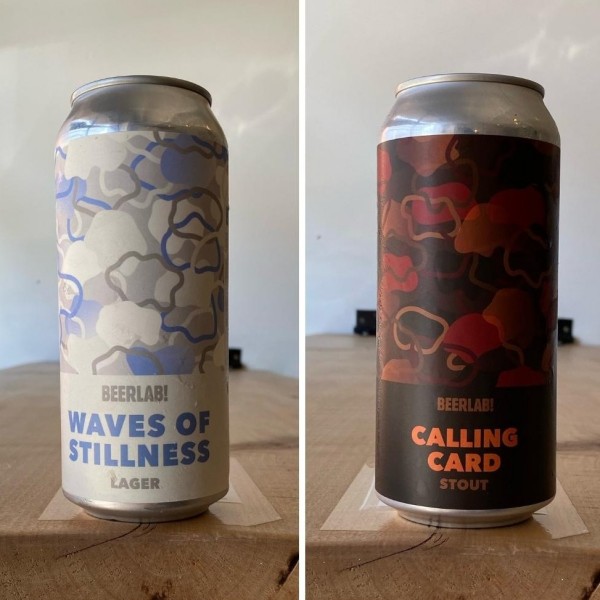 BEERLAB!
WAVES OF
STILLNESS
LAGER
BEERLAB!
CALLING
CARD
STOUT